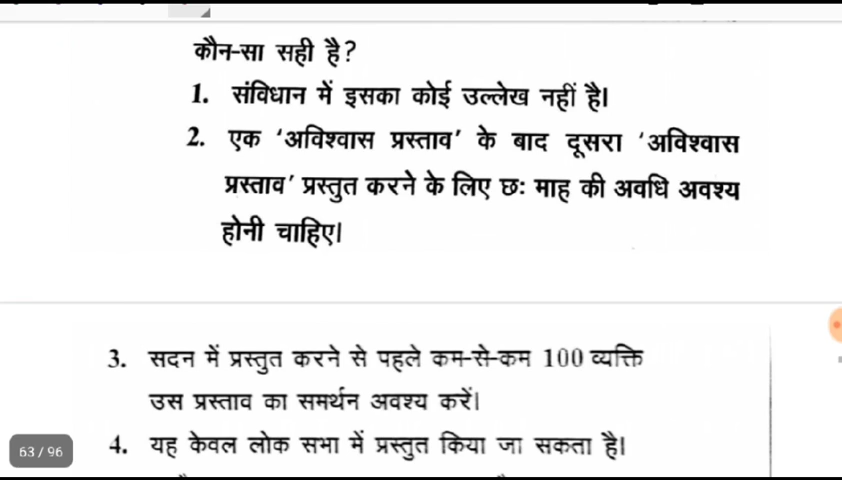 कौन-सा सही है?
1. संविधान में इसका कोई उल्लेख नहीं है।
2. एक ‘अविश्वास प्रस्ताव’ के बाद दूसरा ‘अविश्वास
प्रस्ताव’ प्रस्तुत करने के लिए छः माह की अवधि अवश्य
होनी चाहिए।
3. सदन में प्रस्तुत करने से पहले कम-से-कम 100 व्यक्ति
उस प्रस्ताव का समर्थन अवश्य करें।
4. यह केवल लोक सभा में प्रस्तुत किया जा सकता है।
63 / 96